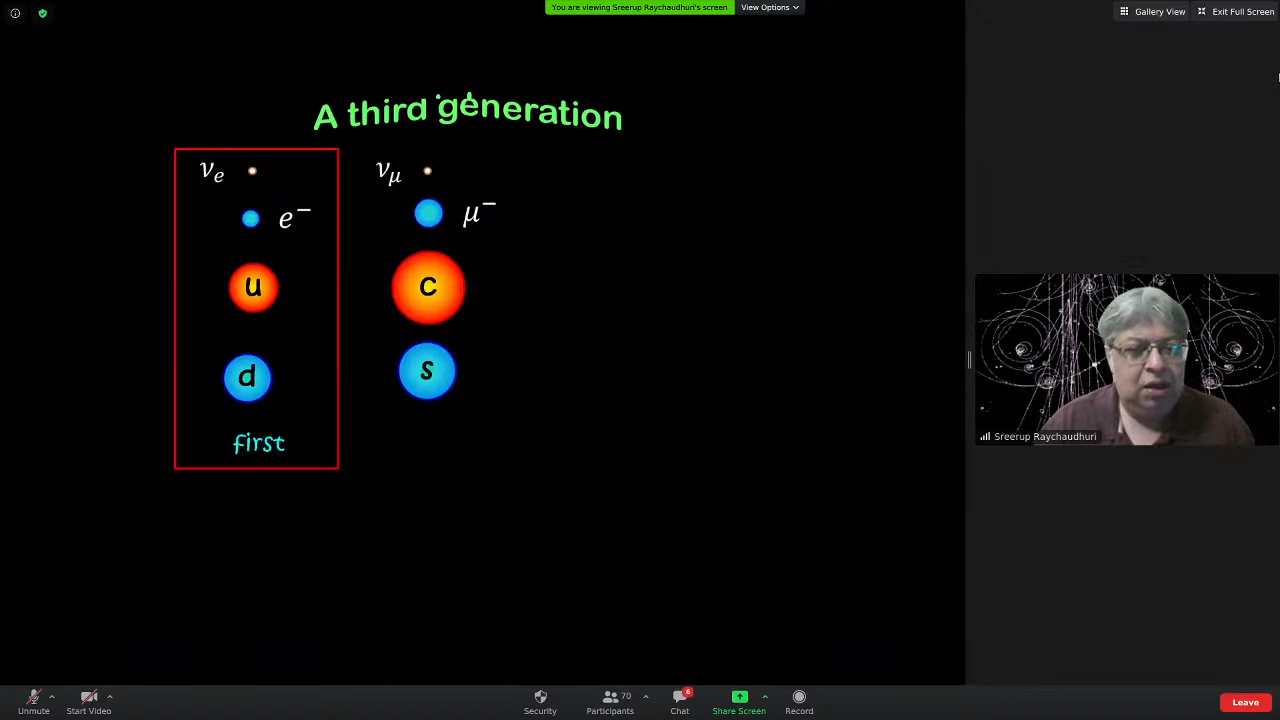 You are viewing Sreerup Raychaudhuri's screen View Options
Gallery View Exit Full Screen
A third generation
νₑ
ν_μ
e⁻
μ⁻
u
c
d
s
first
Sreerup Raychaudhuri
Unmute
Start Video
Security
70
Participants
6
Chat
Share Screen
Record
Leave